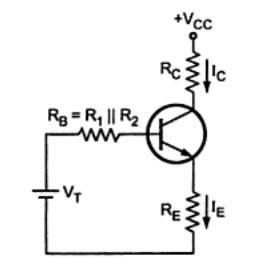 +VCC
RC IC
RB = R1 || R2
VT
RE IE